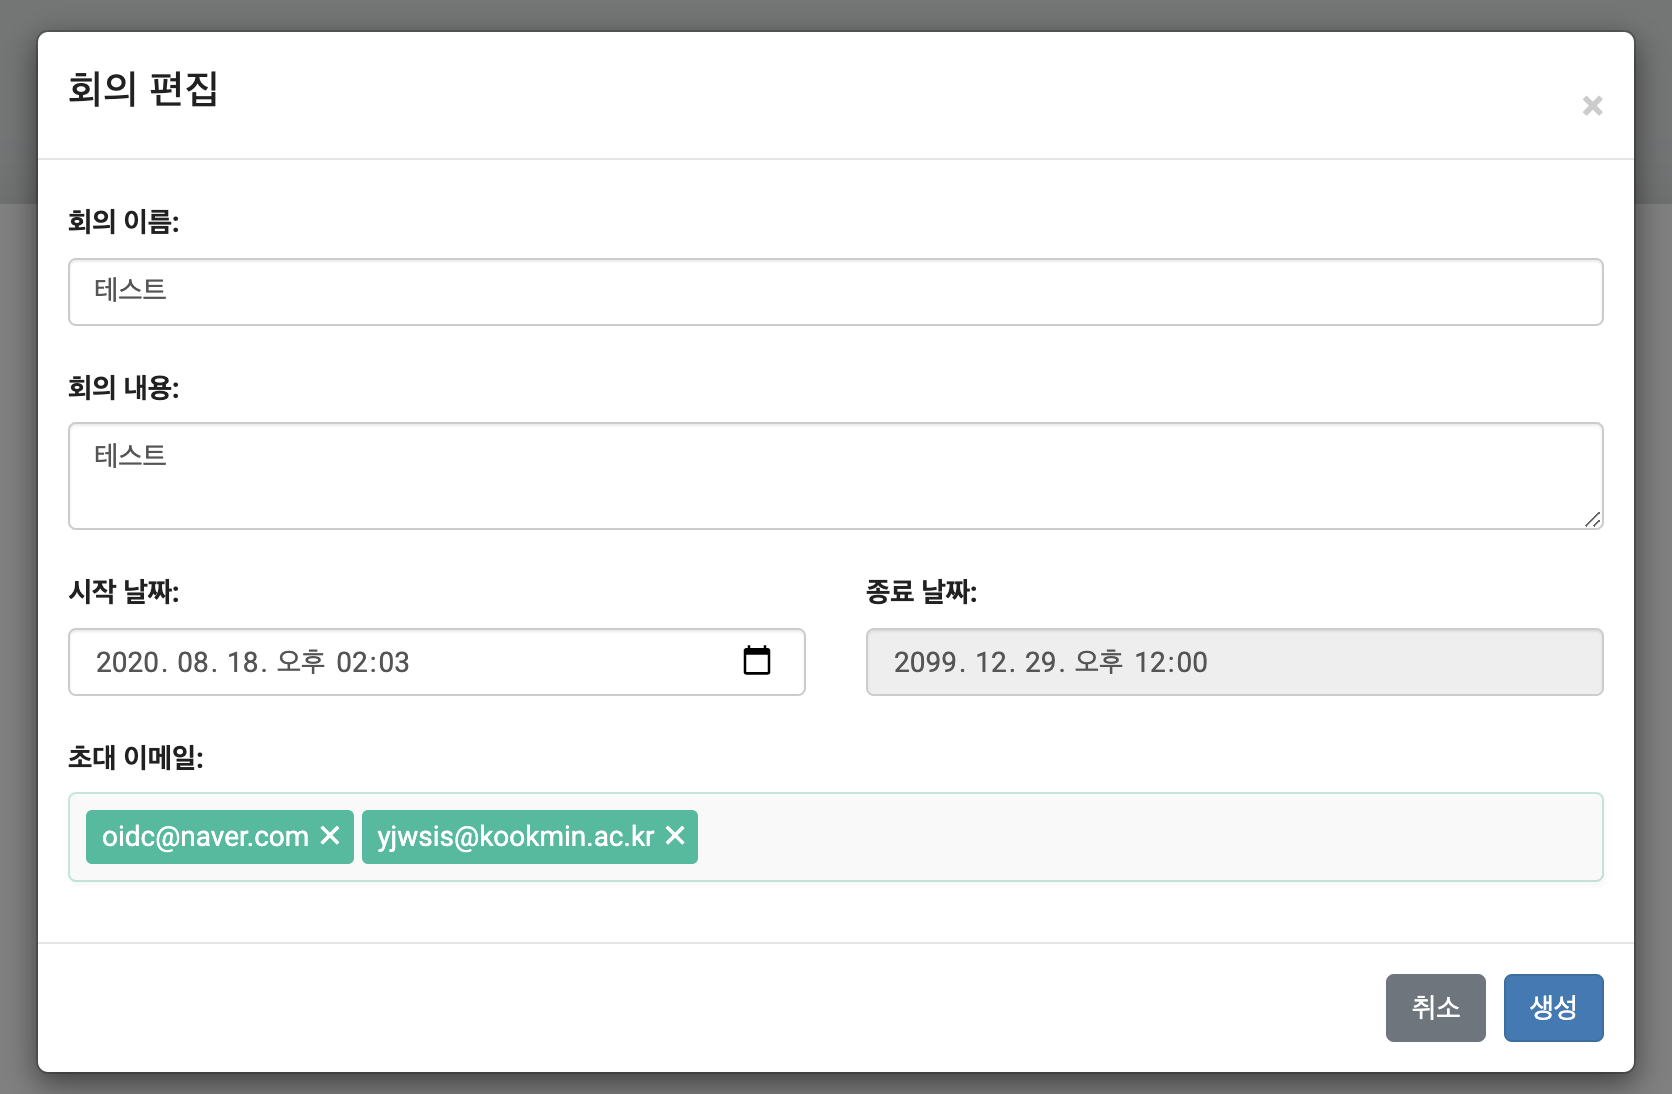 회의 편집
×
회의 이름:
테스트
회의 내용:
테스트
시작 날짜:
종료 날짜:
2020. 08. 18. 오후 02:03
2099. 12. 29. 오후 12:00
초대 이메일:
oidc@naver.com ✕ yjwsis@kookmin.ac.kr ✕
취소 생성